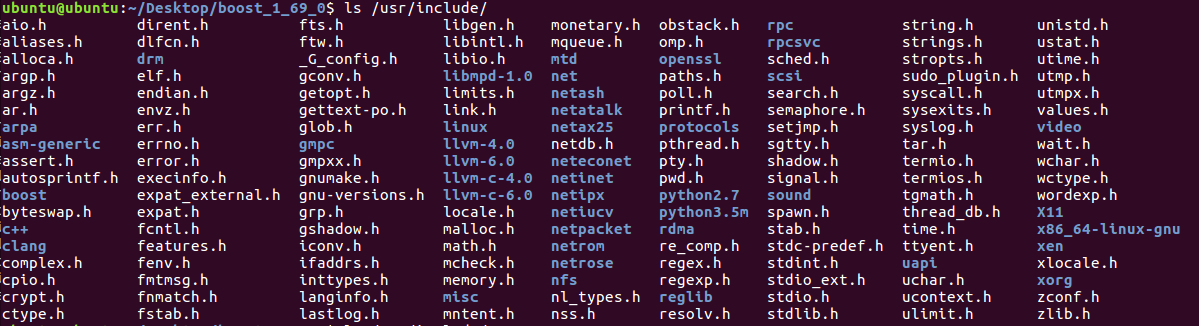 ubuntu@ubuntu:~/Desktop/boost_1_69_0$ ls /usr/include/
aio.h dirent.h fts.h libgen.h monetary.h obstack.h rpc string.h unistd.h
aliases.h dlfcn.h ftw.h libintl.h mqueue.h omp.h rpcsvc strings.h ustat.h
alloca.h drm _G_config.h libio.h mtd openssl sched.h stropts.h utime.h
argp.h elf.h gconv.h libmpd-1.0 net paths.h scsi sudo_plugin.h utmp.h
argz.h endian.h getopt.h limits.h netash poll.h search.h syscall.h utmpx.h
ar.h envz.h gettext-po.h link.h netatalk printf.h semaphore.h sysexits.h values.h
arpa err.h glob.h linux netax25 protocols setjmp.h syslog.h video
asm-generic errno.h gmpc llvm-4.0 netdb.h pthread.h sgtty.h tar.h wait.h
assert.h error.h gmpxx.h llvm-6.0 neteconet pty.h shadow.h termio.h wchar.h
autosprintf.h execinfo.h gnumake.h llvm-c-4.0 netinet pwd.h signal.h termios.h wctype.h
boost expat_external.h gnu-versions.h llvm-c-6.0 netipx python2.7 sound tgmath.h wordexp.h
byteswap.h expat.h grp.h locale.h netiucv python3.5m spawn.h thread_db.h X11
c++ fcntl.h gshadow.h malloc.h netpacket rdma stab.h time.h x86_64-linux-gnu
clang features.h iconv.h math.h netrom re_comp.h stdc-predef.h ttyent.h xen
complex.h fenv.h ifaddrs.h mcheck.h netrose regex.h stdint.h uapi xlocale.h
cpio.h fmtmsg.h inttypes.h memory.h nfs regexp.h stdio_ext.h uchar.h xorg
crypt.h fnmatch.h langinfo.h misc nl_types.h reglib stdio.h ucontext.h zconf.h
ctype.h fstab.h lastlog.h mntent.h nss.h resolv.h stdlib.h ulimit.h zlib.h